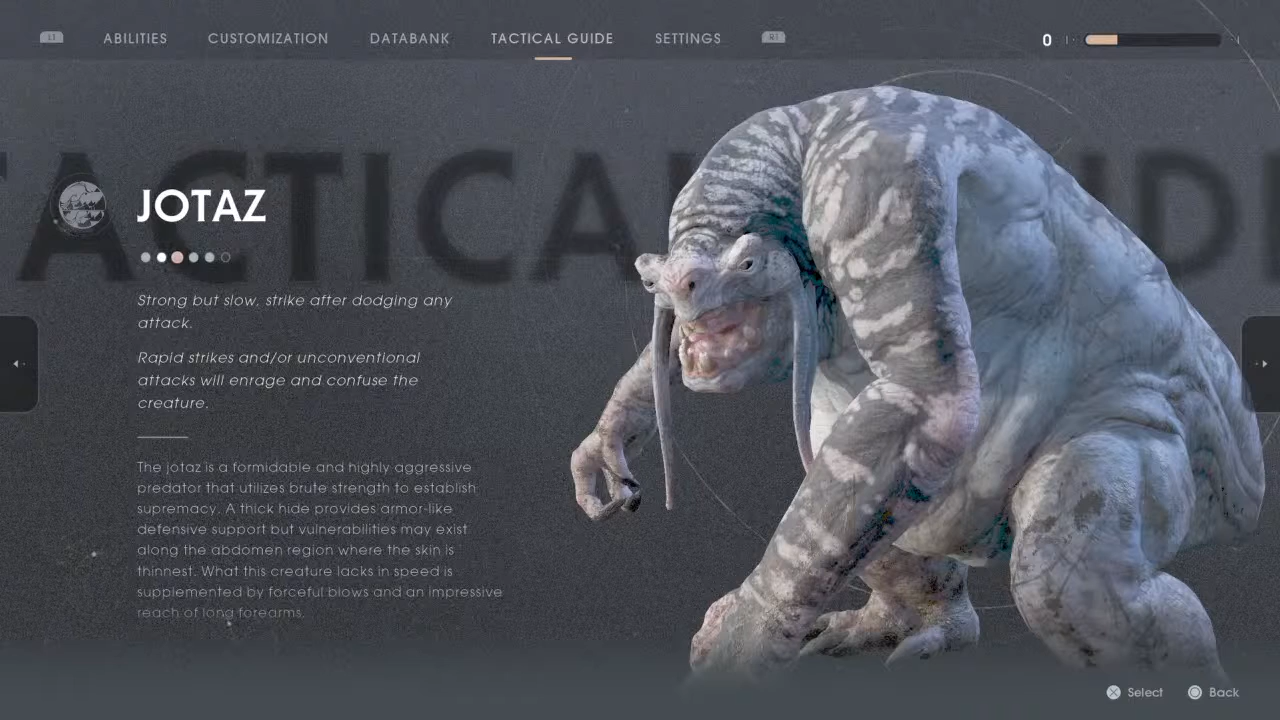 L1 ABILITIES CUSTOMIZATION DATABANK TACTICAL GUIDE SETTINGS R1 0
TACTICAL GUIDE
JOTAZ
Strong but slow, strike after dodging any
attack.
Rapid strikes and/or unconventional
attacks will enrage and confuse the
creature.
The jotaz is a formidable and highly aggressive
predator that utilizes brute strength to establish
supremacy. A thick hide provides armor-like
defensive support but vulnerabilities may exist
along the abdomen region where the skin is
thinnest. What this creature lacks in speed is
supplemented by forceful blows and an impressive
reach of long forearms.
Select Back